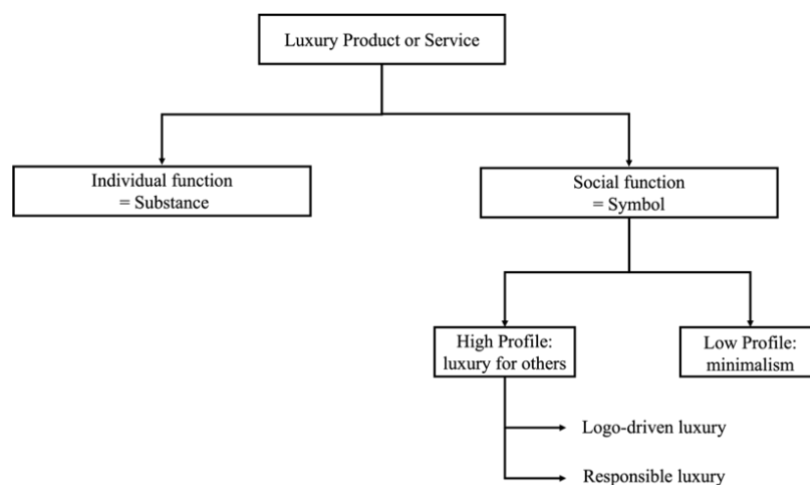 Luxury Product or Service
Individual function
= Substance
Social function
= Symbol
High Profile:
luxury for others
Low Profile:
minimalism
Logo-driven luxury
Responsible luxury